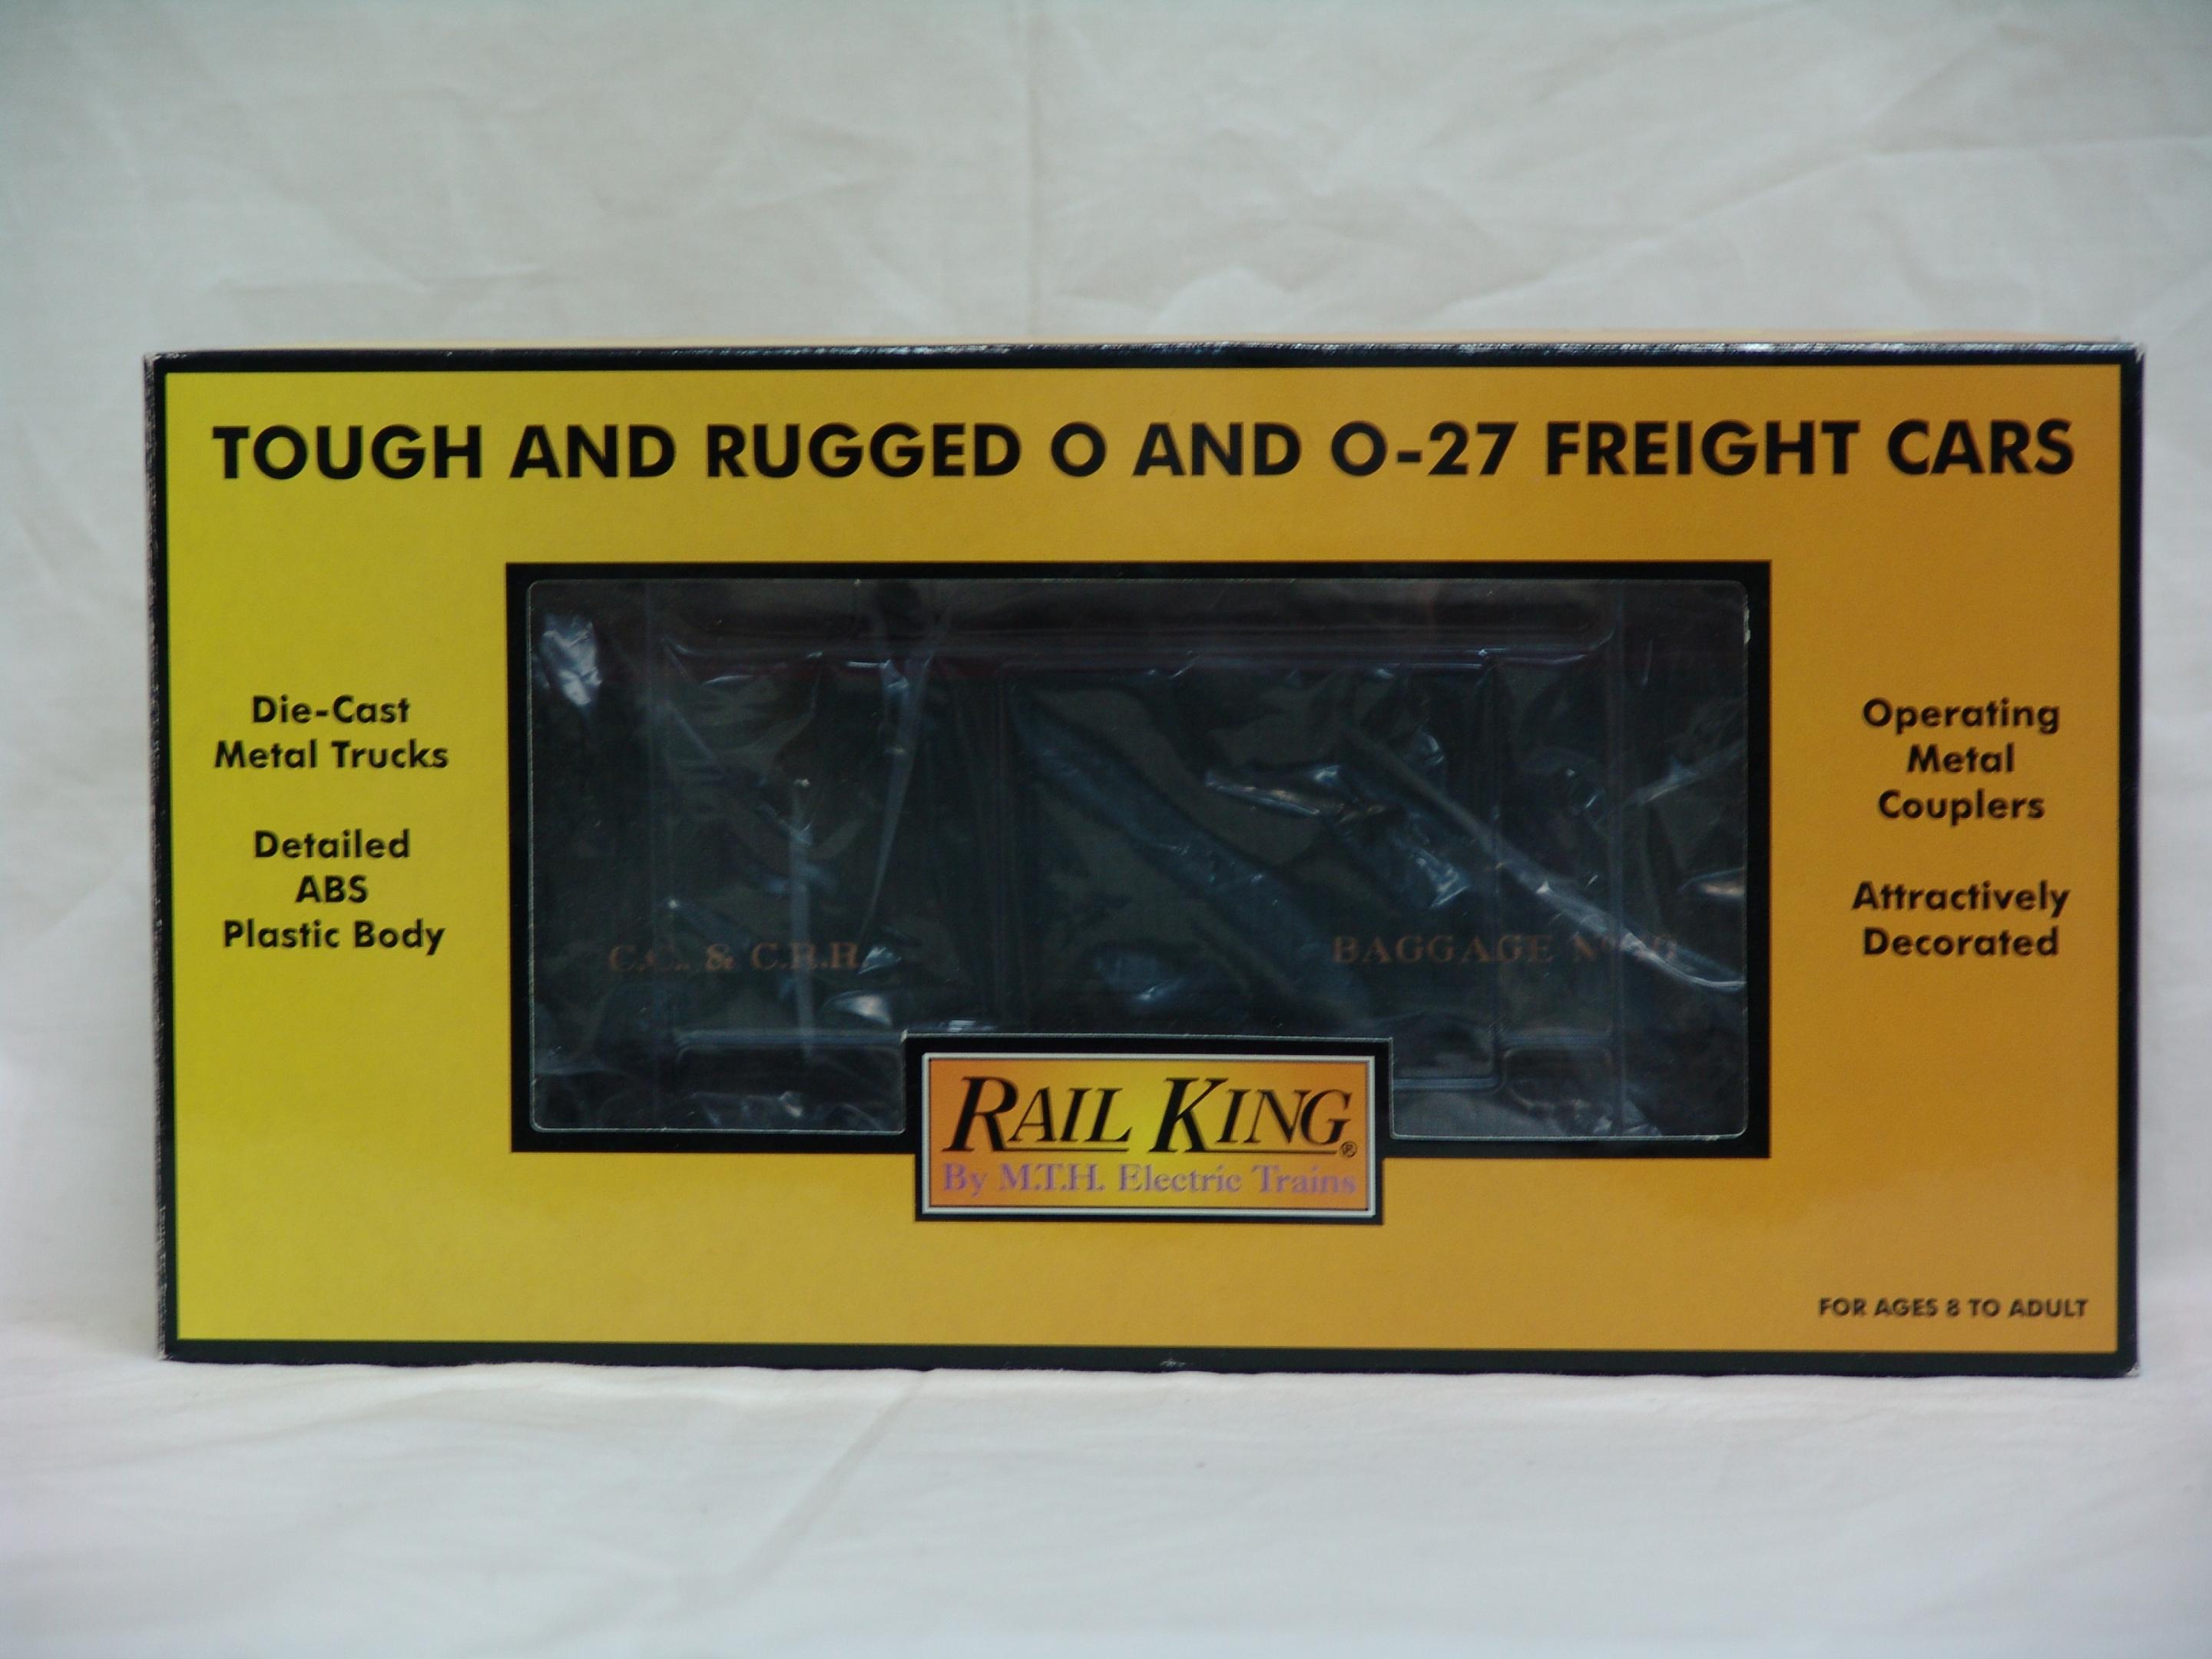 TOUGH AND RUGGED O AND O-27 FREIGHT CARS
Die-Cast
Metal Trucks
Detailed
ABS
Plastic Body
Operating
Metal
Couplers
Attractively
Decorated
BAGGAGE
RAIL KING®
By M.T.H. Electric Trains
FOR AGES 8 TO ADULT